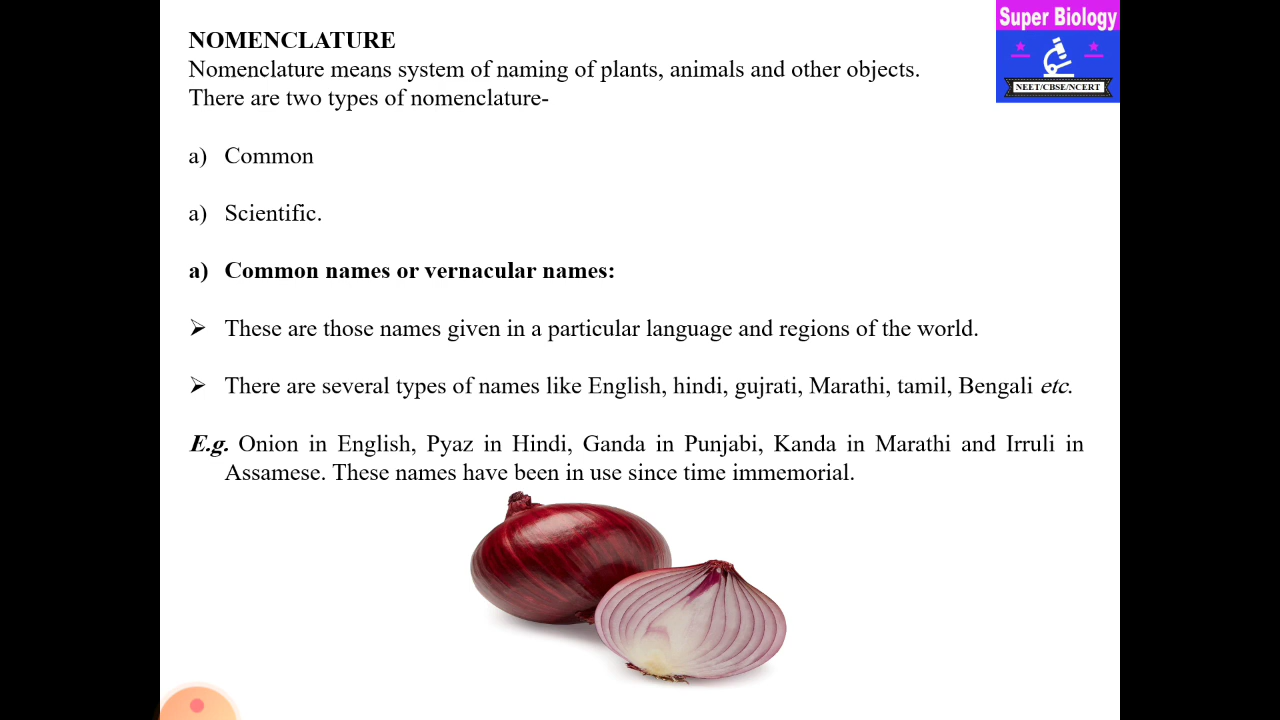 Super Biology
NEET/CBSE/NCERT
NOMENCLATURE
Nomenclature means system of naming of plants, animals and other objects.
There are two types of nomenclature-
a) Common
a) Scientific.
a) Common names or vernacular names:
➢ These are those names given in a particular language and regions of the world.
➢ There are several types of names like English, hindi, gujrati, Marathi, tamil, Bengali etc.
E.g. Onion in English, Pyaz in Hindi, Ganda in Punjabi, Kanda in Marathi and Irruli in
Assamese. These names have been in use since time immemorial.